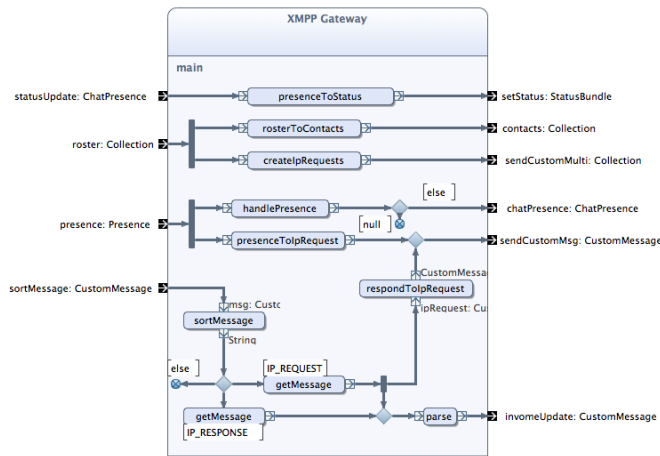 XMPP Gateway
main
statusUpdate: ChatPresence
presenceToStatus
setStatus: StatusBundle
rosterToContacts
contacts: Collection
roster: Collection
createIpRequests
sendCustomMulti: Collection
else
handlePresence
chatPresence: ChatPresence
presence: Presence
null
presenceToIpRequest
sendCustomMsg: CustomMessage
CustomMessa
sortMessage: CustomMessage
respondToIpRequest
msg: Custo
ipRequest: Cu
sortMessage
String
else
IP_REQUEST
getMessage
getMessage
parse
invomeUpdate: CustomMessage
IP_RESPONSE